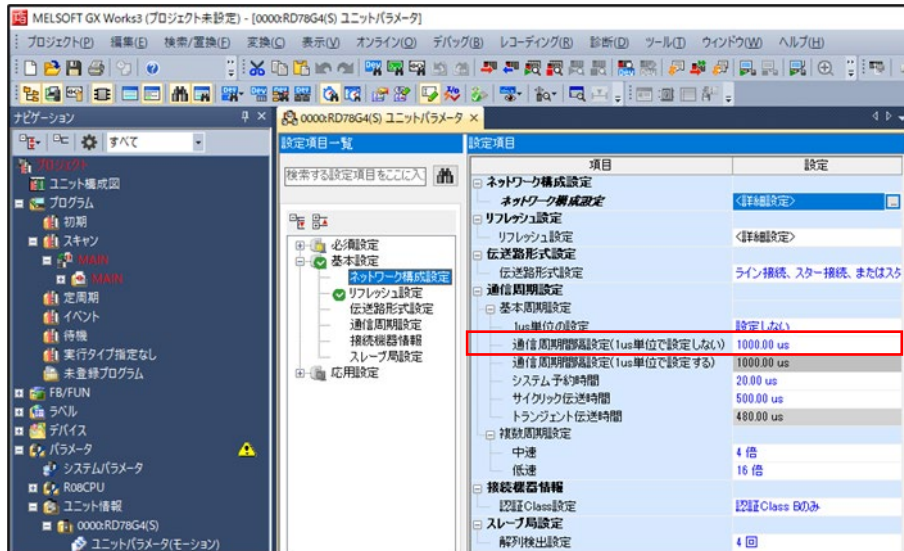 MELSOFT GX Works3 (プロジェクト未設定) - [0000:RD78G4(S) ユニットパラメータ]
プロジェクト(P) 編集(E) 検索/置換(F) 変換(C) 表示(V) オンライン(O) デバッグ(B) レコーディング(R) 診断(D) ツール(T) ウィンドウ(W) ヘルプ(H)
ナビゲーション
すべて
プロジェクト
ユニット構成図
プログラム
初期
スキャン
MAIN
MAIN
定周期
イベント
待機
実行タイプ指定なし
未登録プログラム
FB/FUN
ラベル
デバイス
パラメータ
システムパラメータ
R08CPU
ユニット情報
0000:RD78G4(S)
ユニットパラメータ(モーション)
0000:RD78G4(S) ユニットパラメータ
設定項目一覧
検索する設定項目をここに入
必須設定
基本設定
ネットワーク構成設定
リフレッシュ設定
伝送路形式設定
通信周期設定
接続機器情報
スレーブ局設定
応用設定
設定項目
項目 設定
ネットワーク構成設定
ネットワーク構成設定 <詳細設定>
リフレッシュ設定
リフレッシュ設定 <詳細設定>
伝送路形式設定
伝送路形式設定 ライン接続、スター接続、またはスタ
通信周期設定
基本周期設定
1us単位の設定 設定しない
通信周期間隔設定(1us単位で設定しない) 1000.00 us
通信周期間隔設定(1us単位で設定する) 1000.00 us
システム予約時間 20.00 us
サイクリック伝送時間 500.00 us
トランジェント伝送時間 480.00 us
複数周期設定
中速 4 倍
低速 16 倍
接続機器情報
認証Class設定 認証Class Bのみ
スレーブ局設定
解列検出設定 4 回